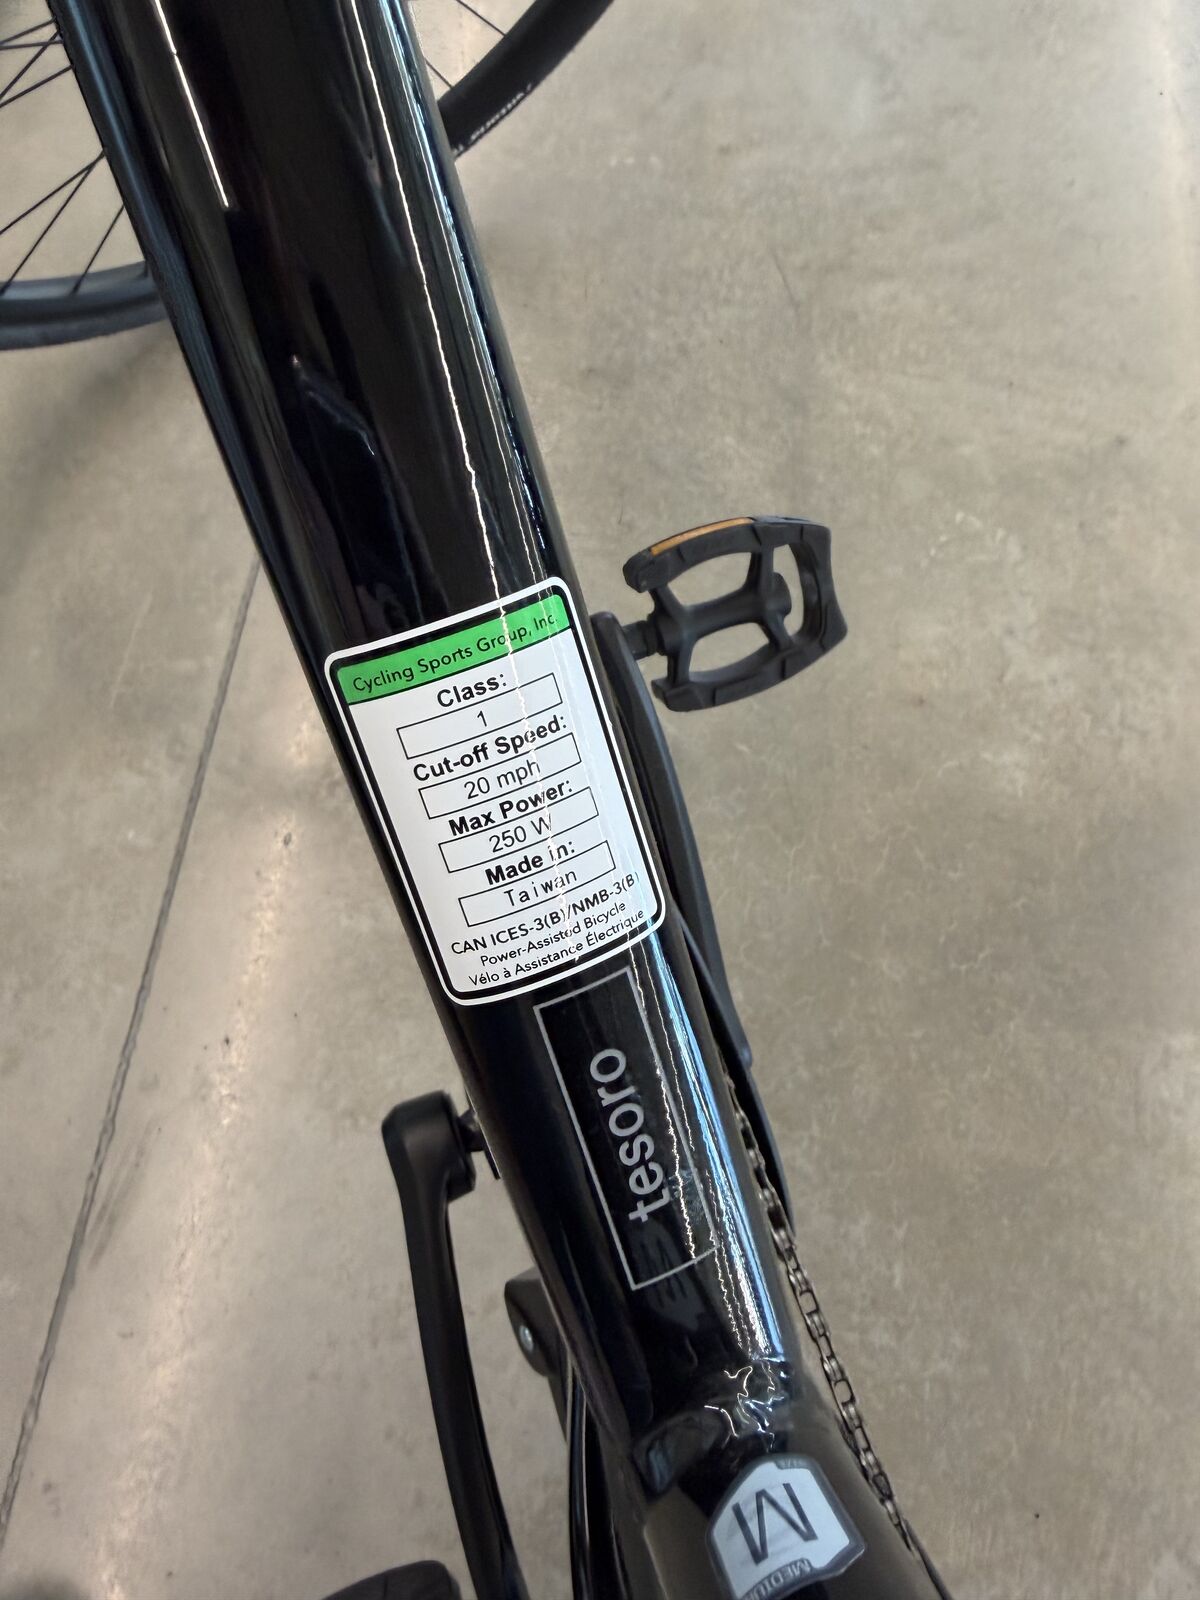 Cycling Sports Group, Inc.
Class:
1
Cut-off Speed:
20 mph
Max Power:
250 W
Made in:
Taiwan
CAN ICES-3(B)/NMB-3(B)
Power-Assisted Bicycle
Vélo à Assistance Électrique
tesoro
M
MEDIUM